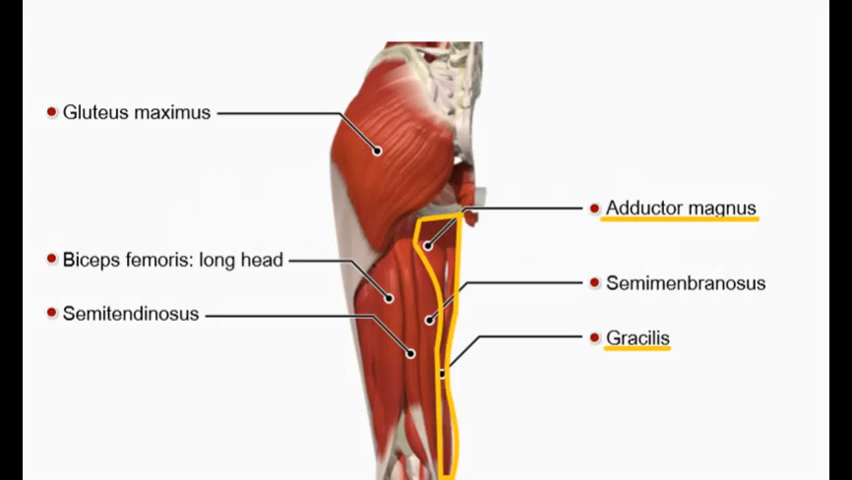 Gluteus maximus
Adductor magnus
Biceps femoris: long head
Semimenbranosus
Semitendinosus
Gracilis